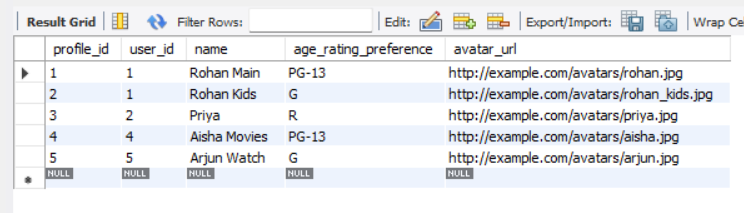 Result Grid Filter Rows: Edit: Export/Import: Wrap Ce
profile_id user_id name age_rating_preference avatar_url
1 1 Rohan Main PG-13 http://example.com/avatars/rohan.jpg
2 1 Rohan Kids G http://example.com/avatars/rohan_kids.jpg
3 2 Priya R http://example.com/avatars/priya.jpg
4 4 Aisha Movies PG-13 http://example.com/avatars/aisha.jpg
5 5 Arjun Watch G http://example.com/avatars/arjun.jpg
NULL NULL NULL NULL NULL